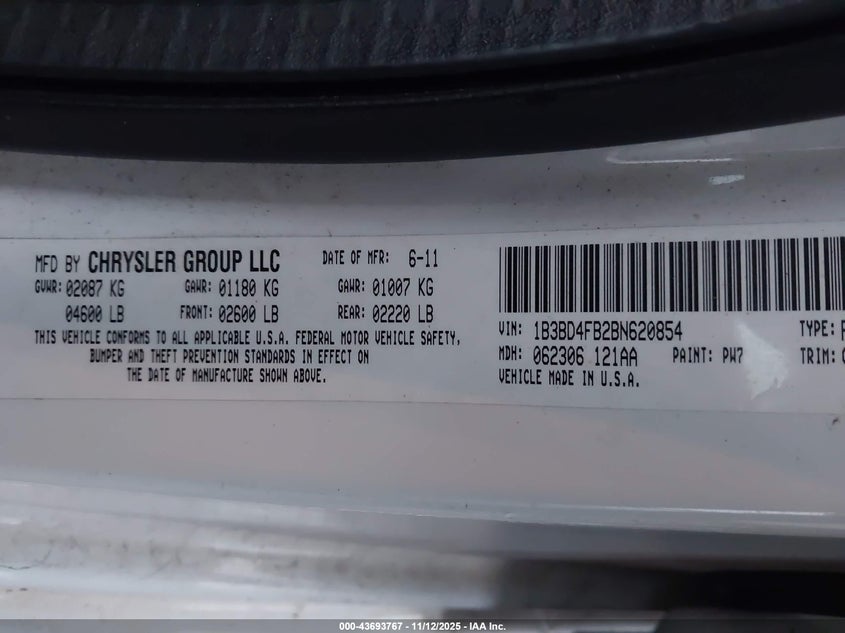 MFD BY CHRYSLER GROUP LLC DATE OF MFR: 6-11
GVWR: 02087 KG GAWR: 01180 KG GAWR: 01007 KG
04600 LB FRONT: 02600 LB REAR: 02220 LB
THIS VEHICLE CONFORMS TO ALL APPLICABLE U.S.A. FEDERAL MOTOR VEHICLE SAFETY,
BUMPER AND THEFT PREVENTION STANDARDS IN EFFECT ON
THE DATE OF MANUFACTURE SHOWN ABOVE.
VIN: 1B3BD4FB2BN620854 TYPE:
MDH: 062306 121AA PAINT: PW7 TRIM:
VEHICLE MADE IN U.S.A.
000-43693767 - 11/12/2025 - IAA Inc.